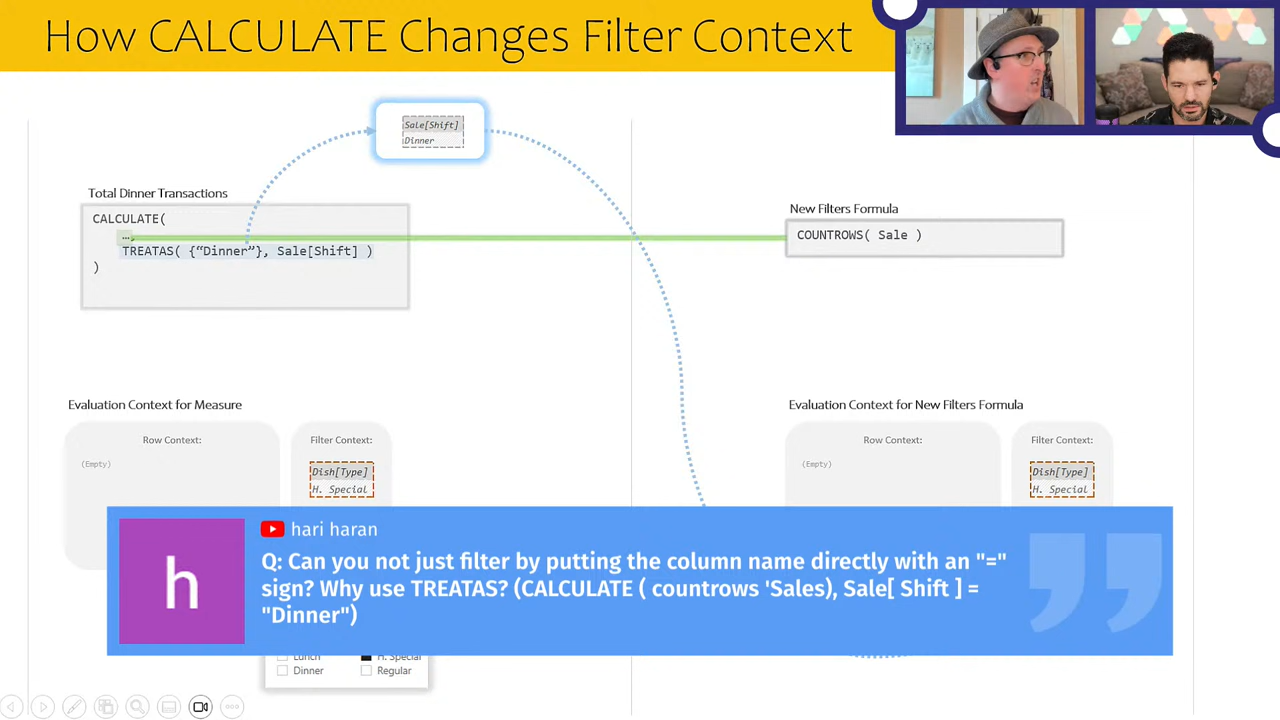 How CALCULATE Changes Filter Context
Sale[Shift]
Dinner
Total Dinner Transactions
CALCULATE(
…,
TREATAS( {“Dinner”}, Sale[Shift] )
)
New Filters Formula
COUNTROWS( Sale )
Evaluation Context for Measure
Row Context:
(Empty)
Filter Context:
Dish[Type]
H. Special
Evaluation Context for New Filters Formula
Row Context:
(Empty)
Filter Context:
Dish[Type]
H. Special
h
hari haran
Q: Can you not just filter by putting the column name directly with an "="
sign? Why use TREATAS? (CALCULATE ( countrows 'Sales), Sale[ Shift ] =
"Dinner")
Lunch
H. Special
Dinner
Regular